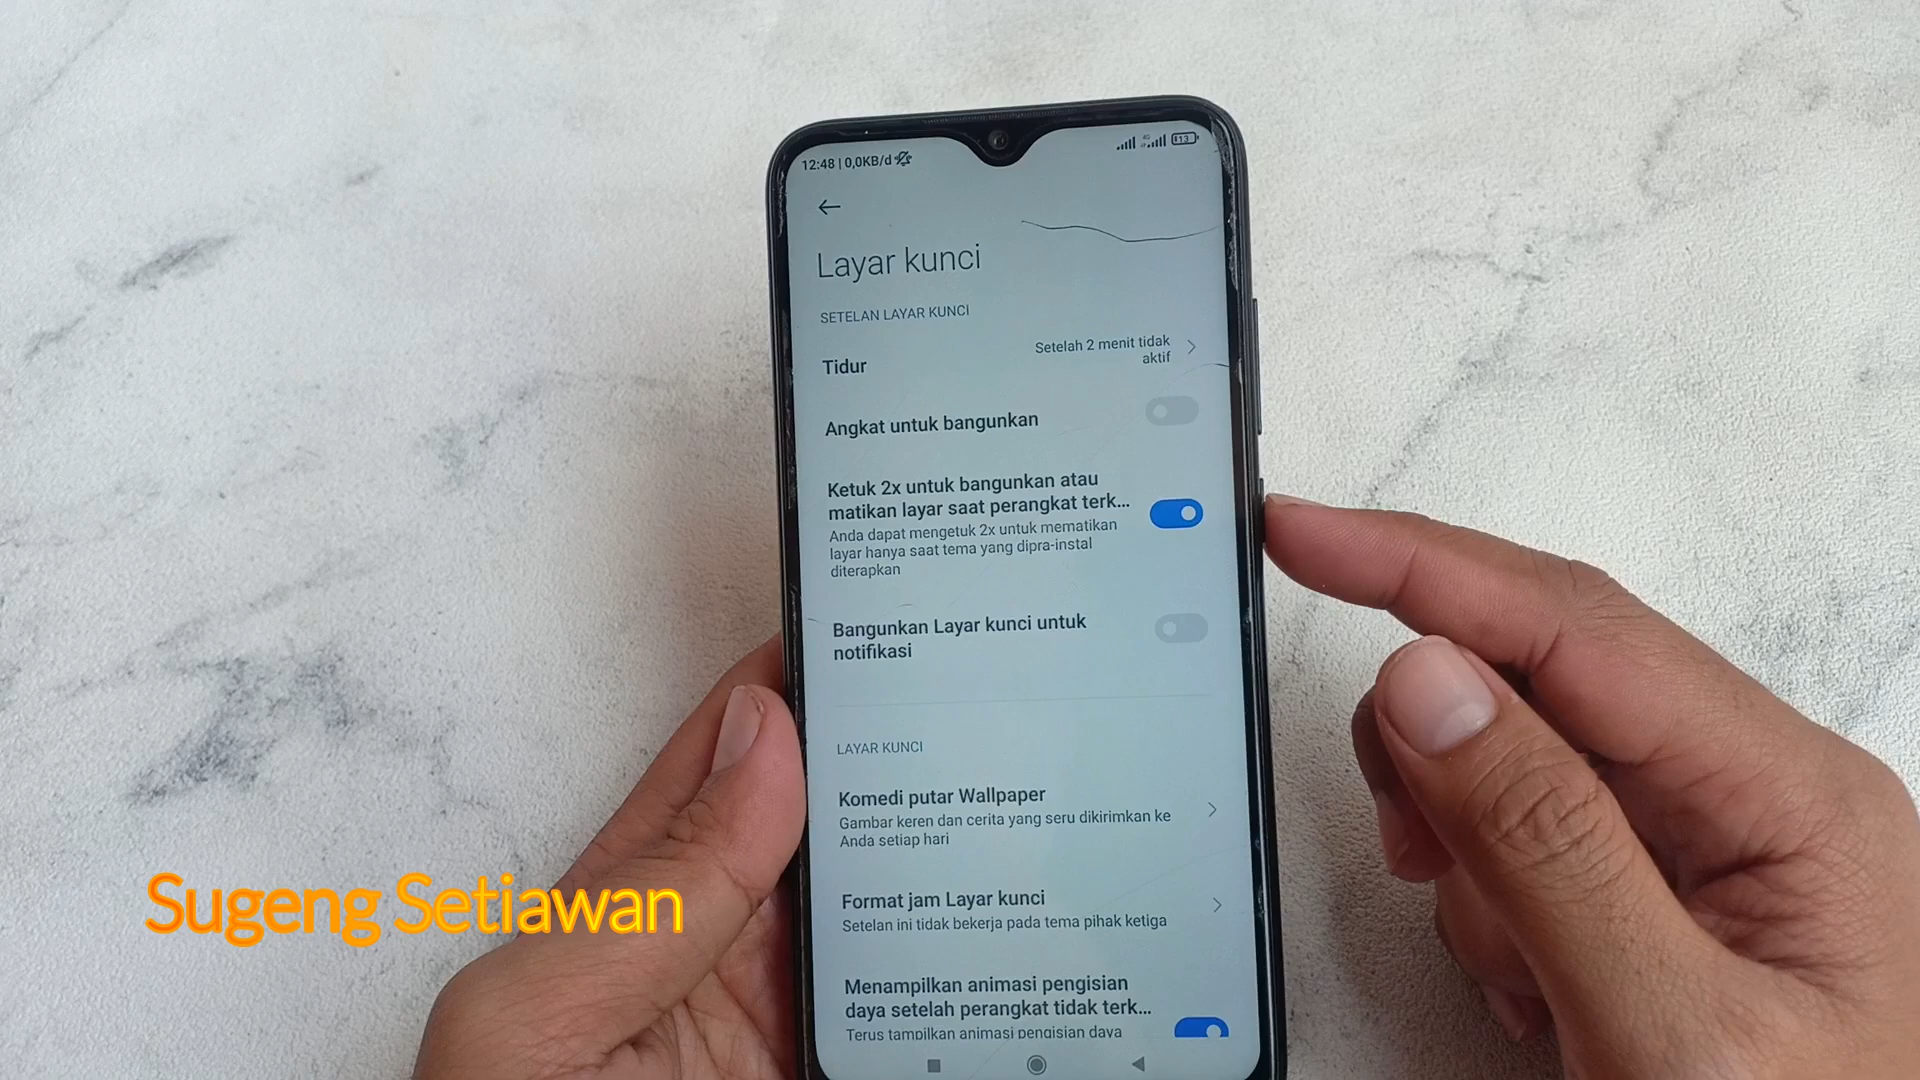 12:48 | 0,0KB/d
4G
13
Layar kunci
SETELAN LAYAR KUNCI
Tidur
Setelah 2 menit tidak
aktif
Angkat untuk bangunkan
Ketuk 2x untuk bangunkan atau
matikan layar saat perangkat terk...
Anda dapat mengetuk 2x untuk mematikan
layar hanya saat tema yang dipra-instal
diterapkan
Bangunkan Layar kunci untuk
notifikasi
LAYAR KUNCI
Komedi putar Wallpaper
Gambar keren dan cerita yang seru dikirimkan ke
Anda setiap hari
Format jam Layar kunci
Setelan ini tidak bekerja pada tema pihak ketiga
Menampilkan animasi pengisian
daya setelah perangkat tidak terk...
Terus tampilkan animasi pengisian daya
Sugeng Setiawan